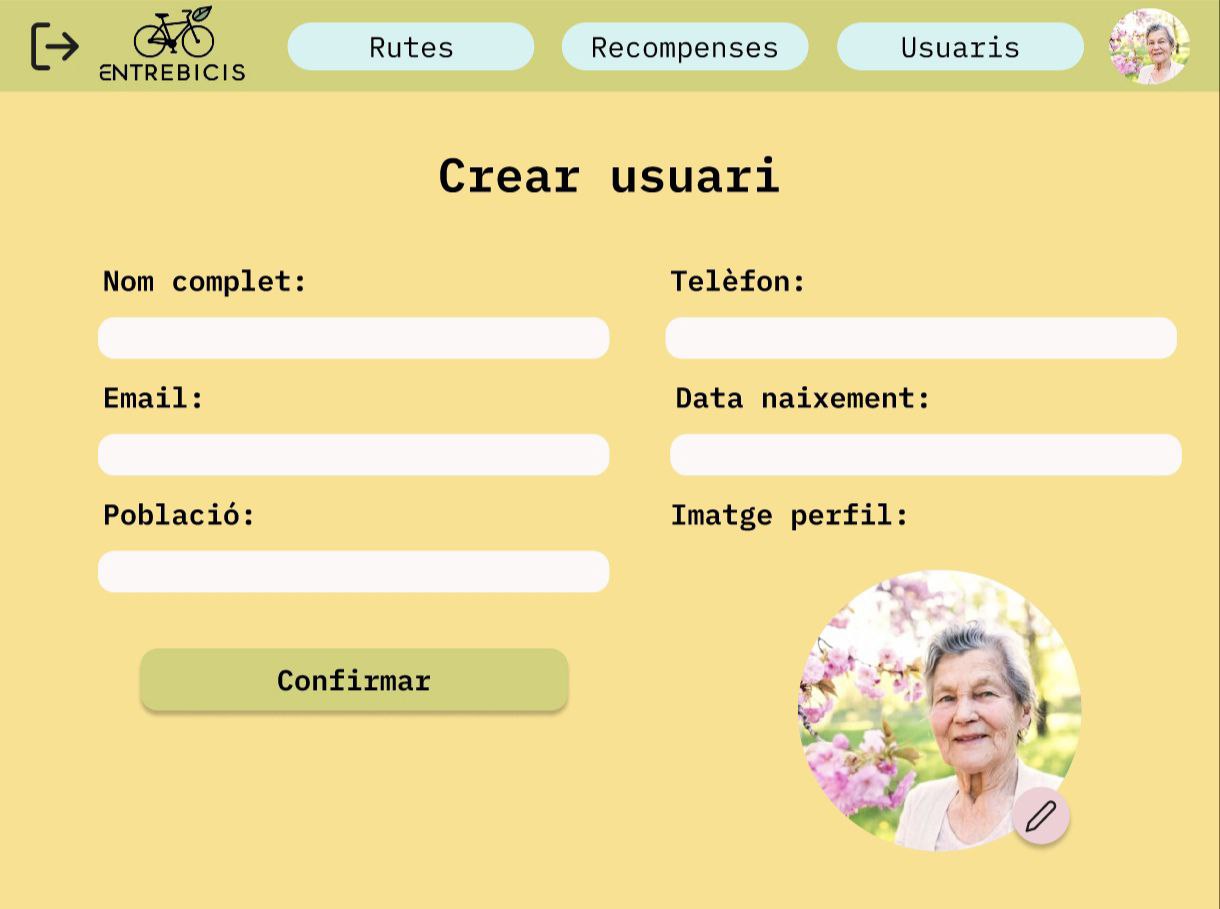 ENTREBICIS
Rutes
Recompenses
Usuaris
Crear usuari
Nom complet:
Telèfon:
Email:
Data naixement:
Població:
Imatge perfil:
Confirmar